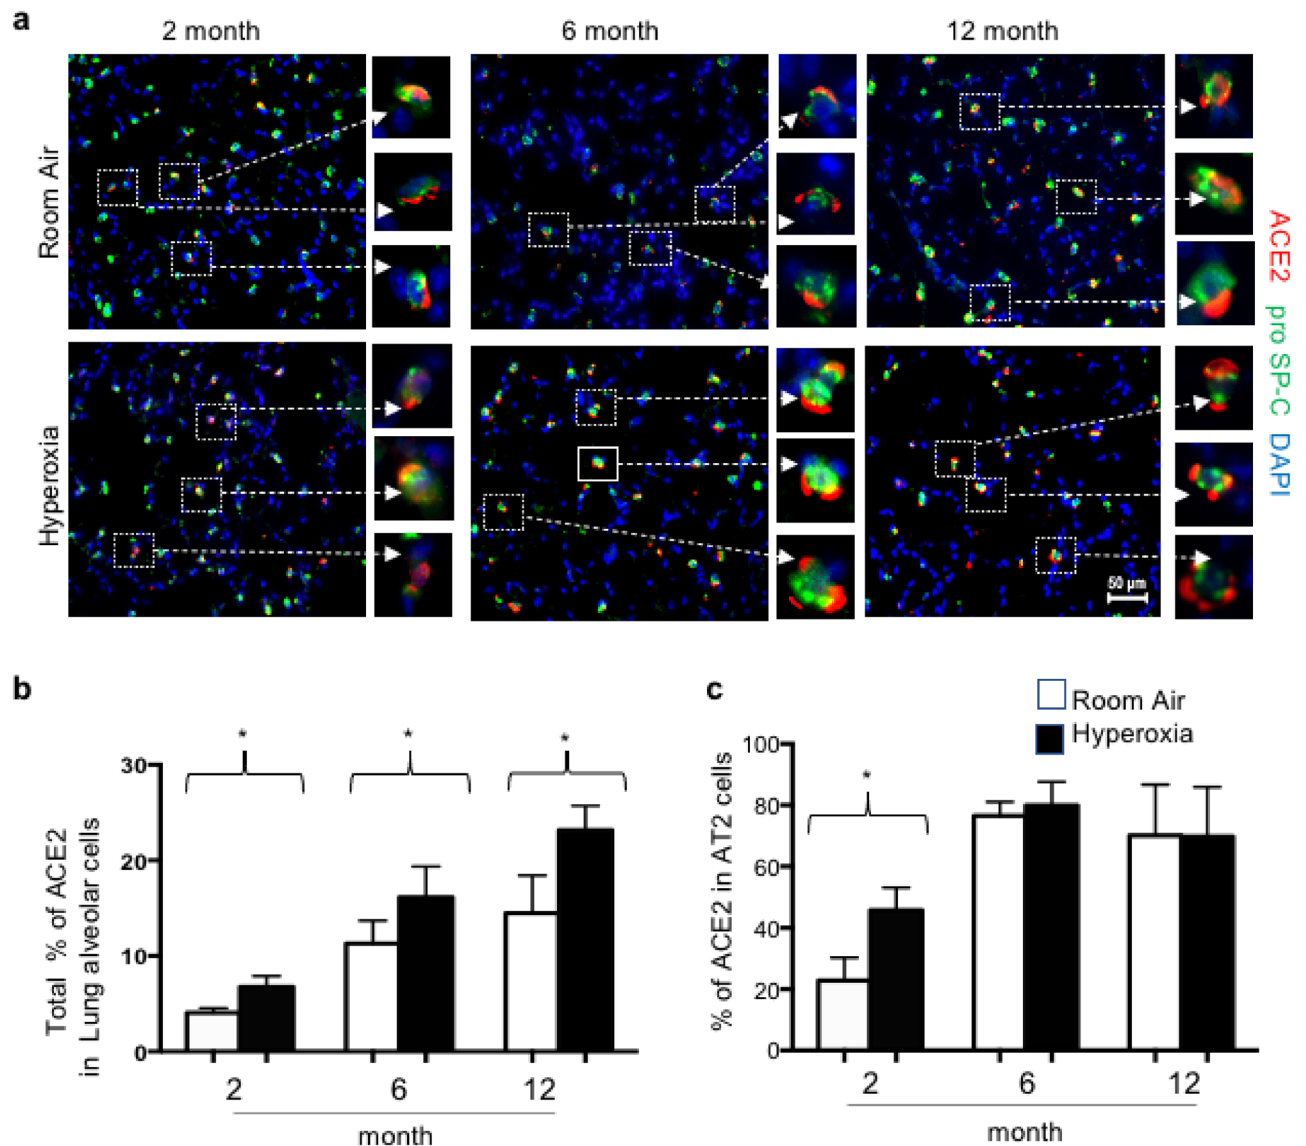 a
2 month
6 month
12 month
Room Air
Hyperoxia
ACE2 pro SP-C DAPI
50 µm
b
Total % of ACE2
in Lung alveolar cells
30
20
10
0
*
*
*
2
6
12
month
c
Room Air
Hyperoxia
% of ACE2 in AT2 cells
100
80
60
40
20
0
*
2
6
12
month